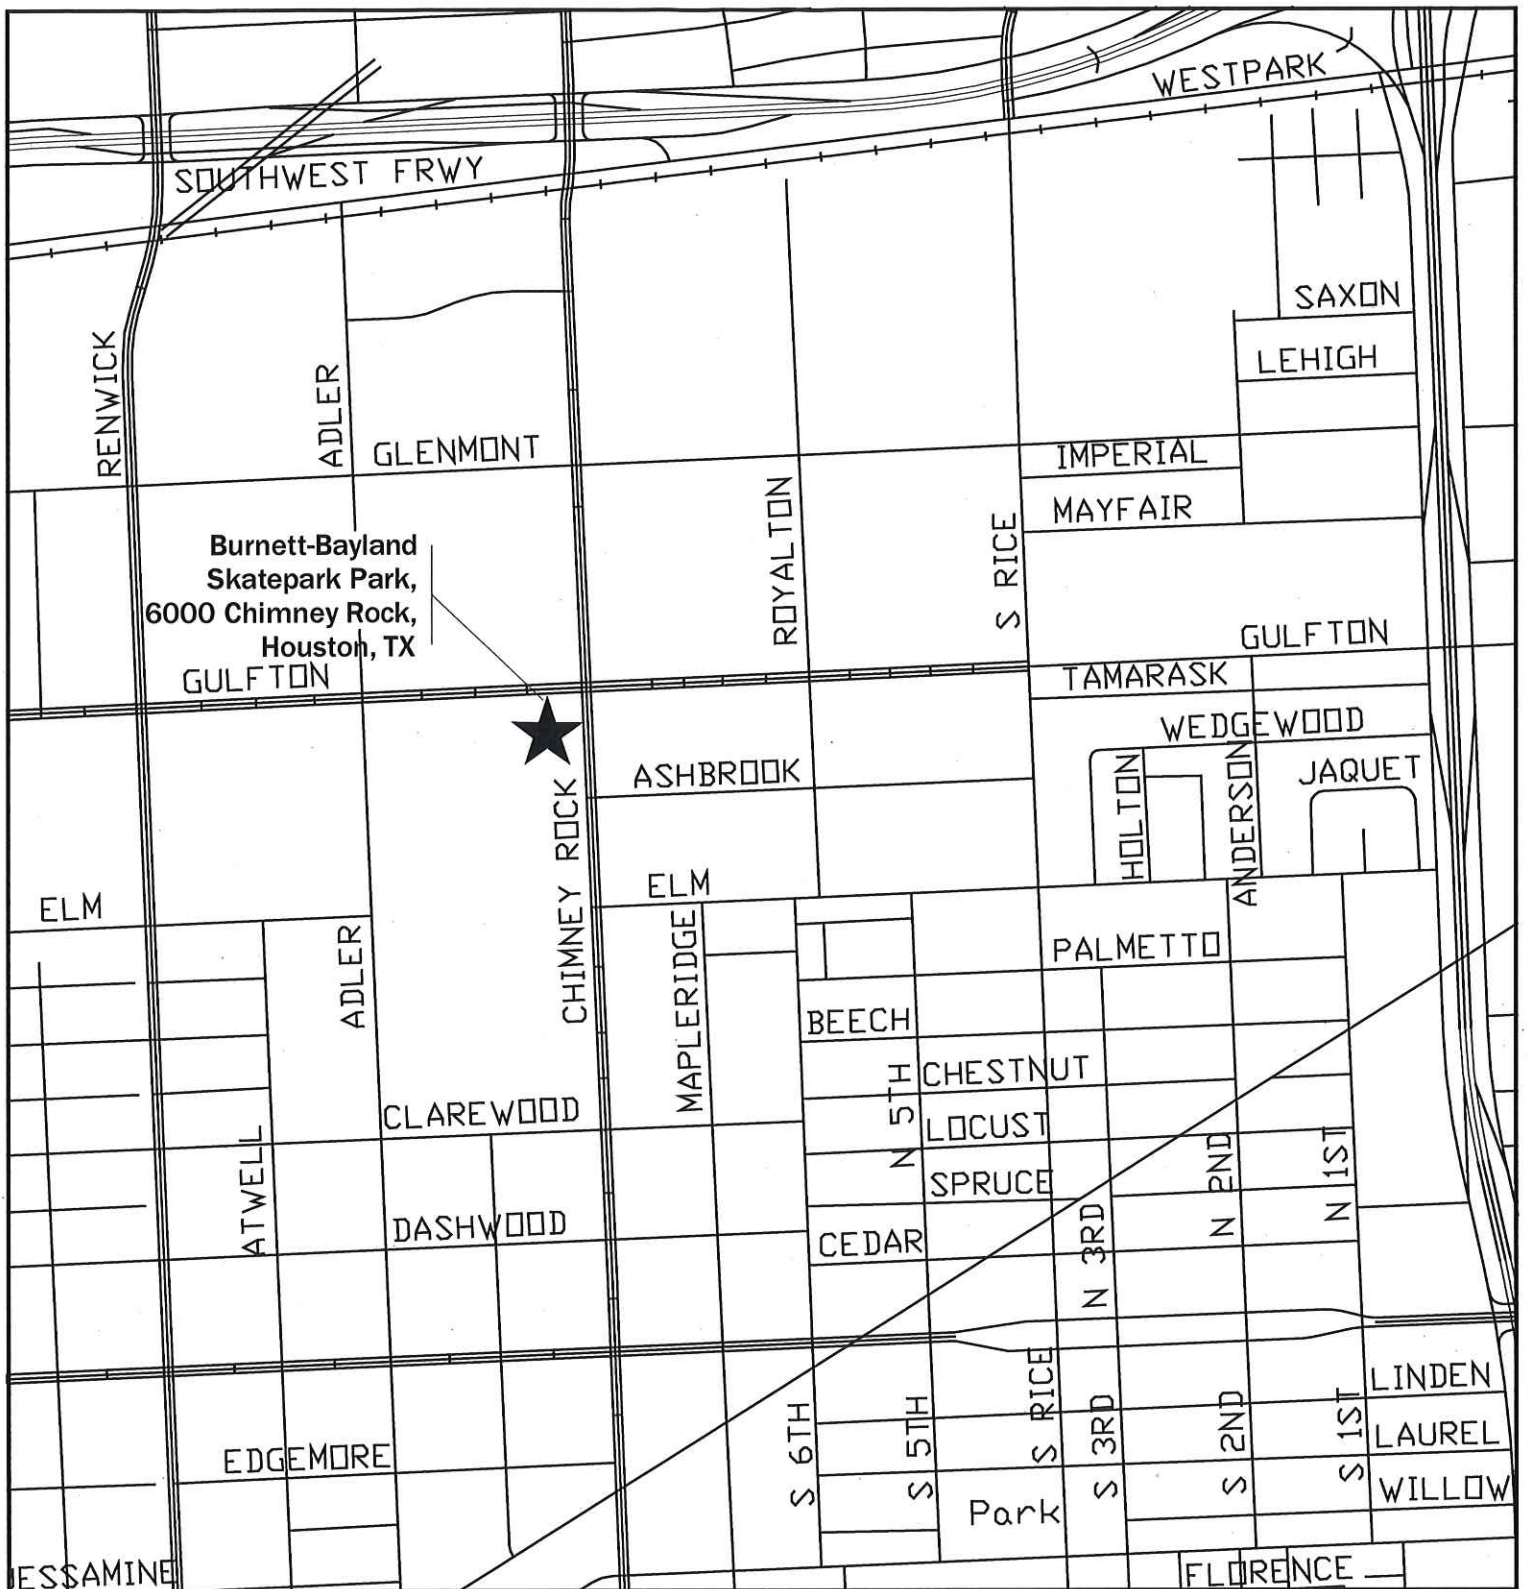 WESTPARK
SOUTHWEST FRWY
SAXON
LEHIGH
RENWICK
ADLER
GLENMONT
IMPERIAL
MAYFAIR
ROYALTON
S RICE
Burnett-Bayland
Skatepark Park,
6000 Chimney Rock,
Houston, TX
GULFTON
GULFTON
TAMARASK
WEDGEWOOD
ASHBROOK
HOLTON
ANDERSON
JAQUET
CHIMNEY ROCK
ELM
ELM
ADLER
MAPLERIDGE
PALMETTO
BEECH
N 5TH
CHESTNUT
CLAREWOOD
LOCUST
ATWELL
SPRUCE
N 2ND
N 1ST
DASHWOOD
CEDAR
N 3RD
LINDEN
S 6TH
S 5TH
S RICE
S 3RD
S 2ND
S 1ST
LAUREL
EDGEMORE
WILLOW
Park
ESSAMINE
FLORENCE